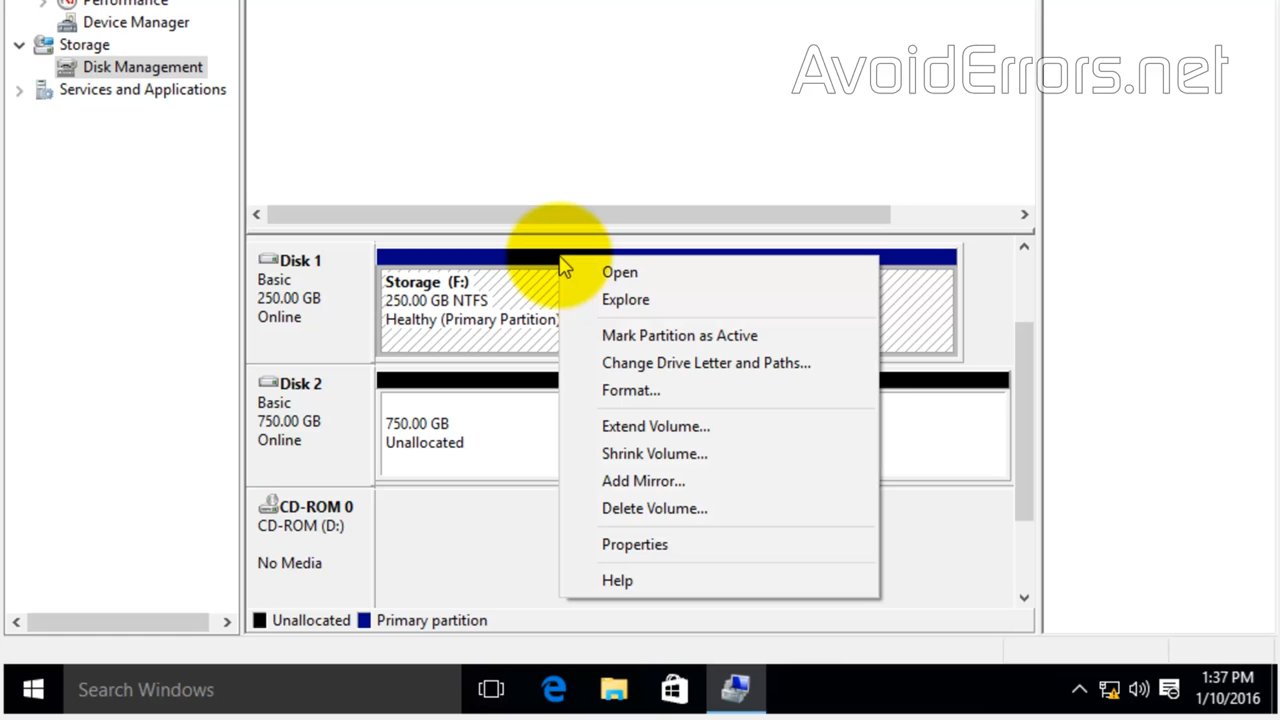 Performance
Device Manager
Storage
Disk Management
Services and Applications
AvoidErrors.net
Disk 1
Basic
250.00 GB
Online
Storage (F:)
250.00 GB NTFS
Healthy (Primary Partition)
Open
Explore
Mark Partition as Active
Change Drive Letter and Paths...
Format...
Extend Volume...
Shrink Volume...
Add Mirror...
Delete Volume...
Properties
Help
Disk 2
Basic
750.00 GB
Online
750.00 GB
Unallocated
CD-ROM 0
CD-ROM (D:)
No Media
Unallocated Primary partition
Search Windows
1:37 PM
1/10/2016